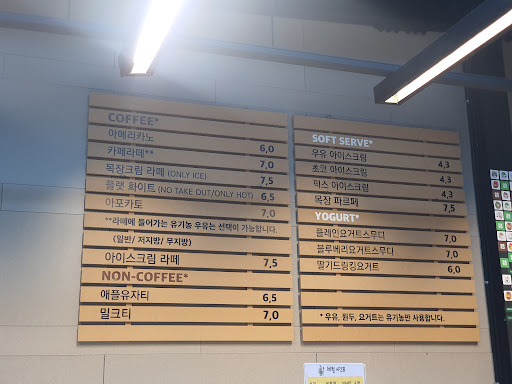 COFFEE*
아메리카노 6,0
카페라떼** 7,0
목장크림 라떼 (ONLY ICE) 7,5
플랫 화이트 (NO TAKE OUT/ONLY HOT) 6,5
아포카토 7,0
**라떼에 들어가는 유기농 우유는 선택이 가능합니다.
(일반/ 저지방/ 무지방)
아이스크림 라떼 7,5
NON-COFFEE*
애플유자티 6,5
밀크티 7,0
SOFT SERVE*
우유 아이스크림 4,3
초코 아이스크림 4,3
믹스 아이스크림 4,3
목장 파르페 7,5
YOGURT*
플레인요거트스무디 7,0
블루베리요거트스무디 7,0
딸기드링킹요거트 6,0
* 우유, 원두, 요거트는 유기농만 사용합니다.